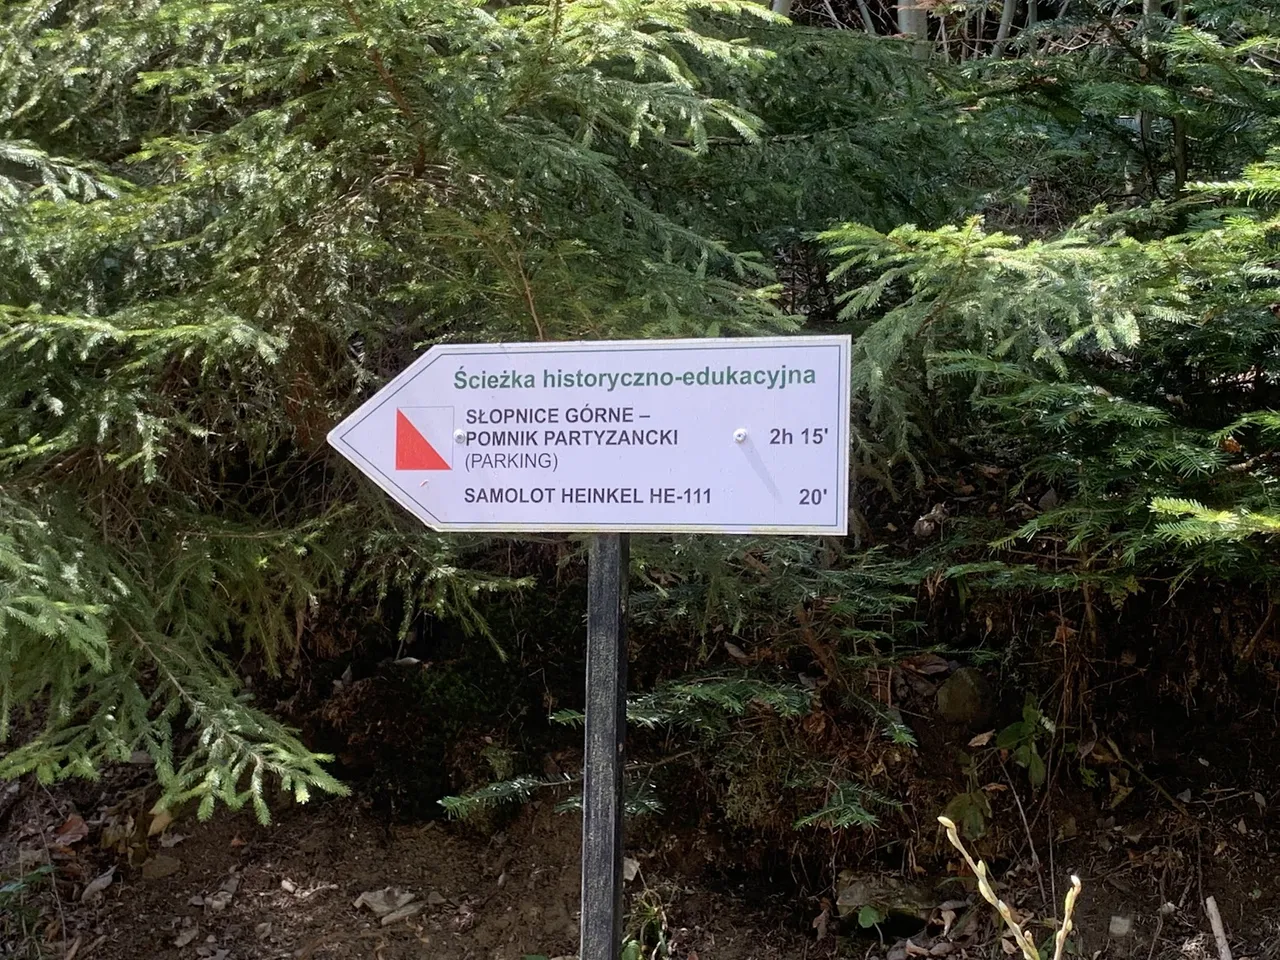 Ścieżka historyczno-edukacyjna
SŁOPNICE GÓRNE –
POMNIK PARTYZANCKI 2h 15'
(PARKING)
SAMOLOT HEINKEL HE-111 20'